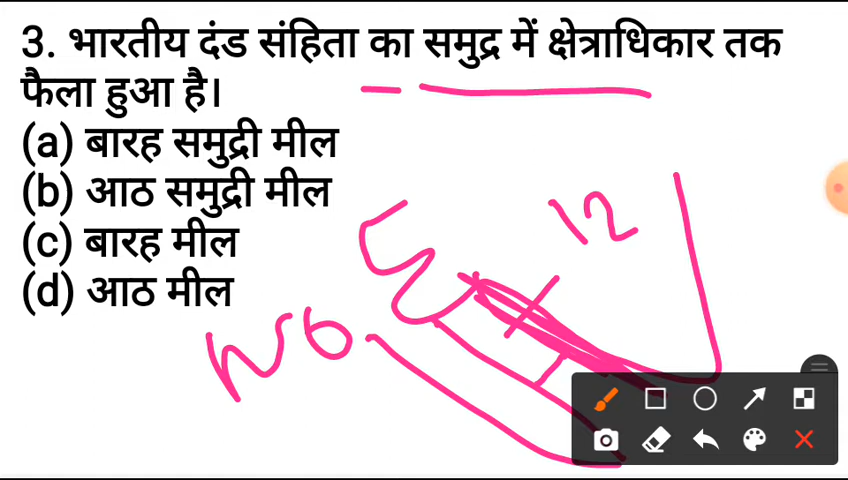 3. भारतीय दंड संहिता का समुद्र में क्षेत्राधिकार तक
फैला हुआ है।
(a) बारह समुद्री मील
(b) आठ समुद्री मील
(c) बारह मील
(d) आठ मील
12